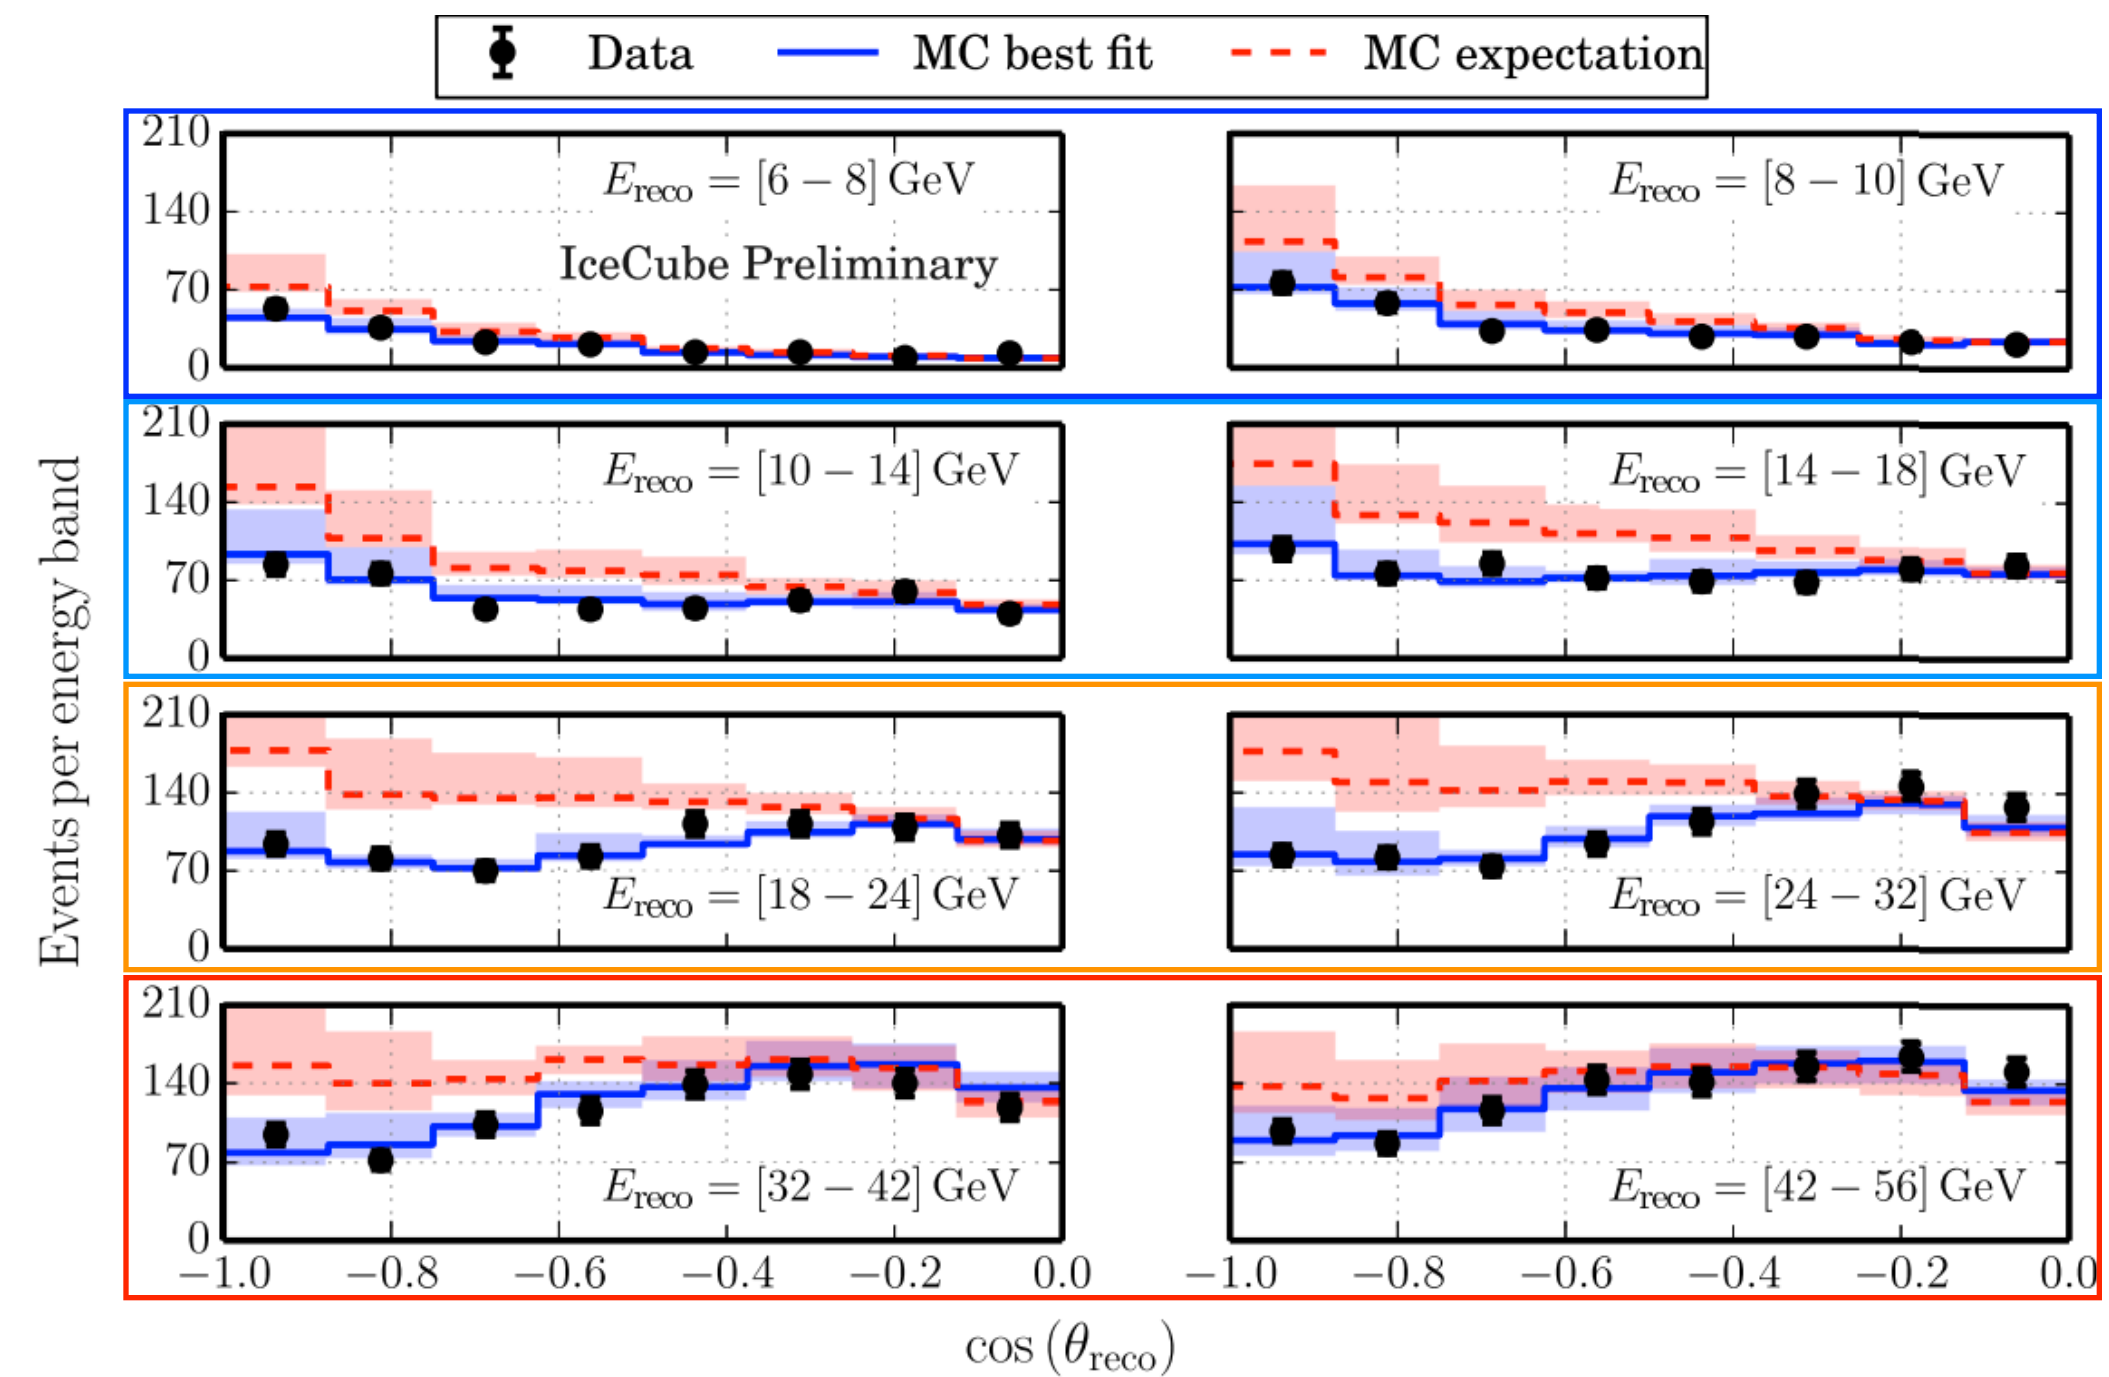 Data MC best fit MC expectation
210
140
70
0
E_reco = [6 − 8] GeV
IceCube Preliminary
E_reco = [8 − 10] GeV
210
140
70
0
E_reco = [10 − 14] GeV
E_reco = [14 − 18] GeV
Events per energy band
210
140
70
0
E_reco = [18 − 24] GeV
E_reco = [24 − 32] GeV
210
140
70
0
E_reco = [32 − 42] GeV
E_reco = [42 − 56] GeV
−1.0 −0.8 −0.6 −0.4 −0.2 0.0 −1.0 −0.8 −0.6 −0.4 −0.2 0.0
cos (θ_reco)